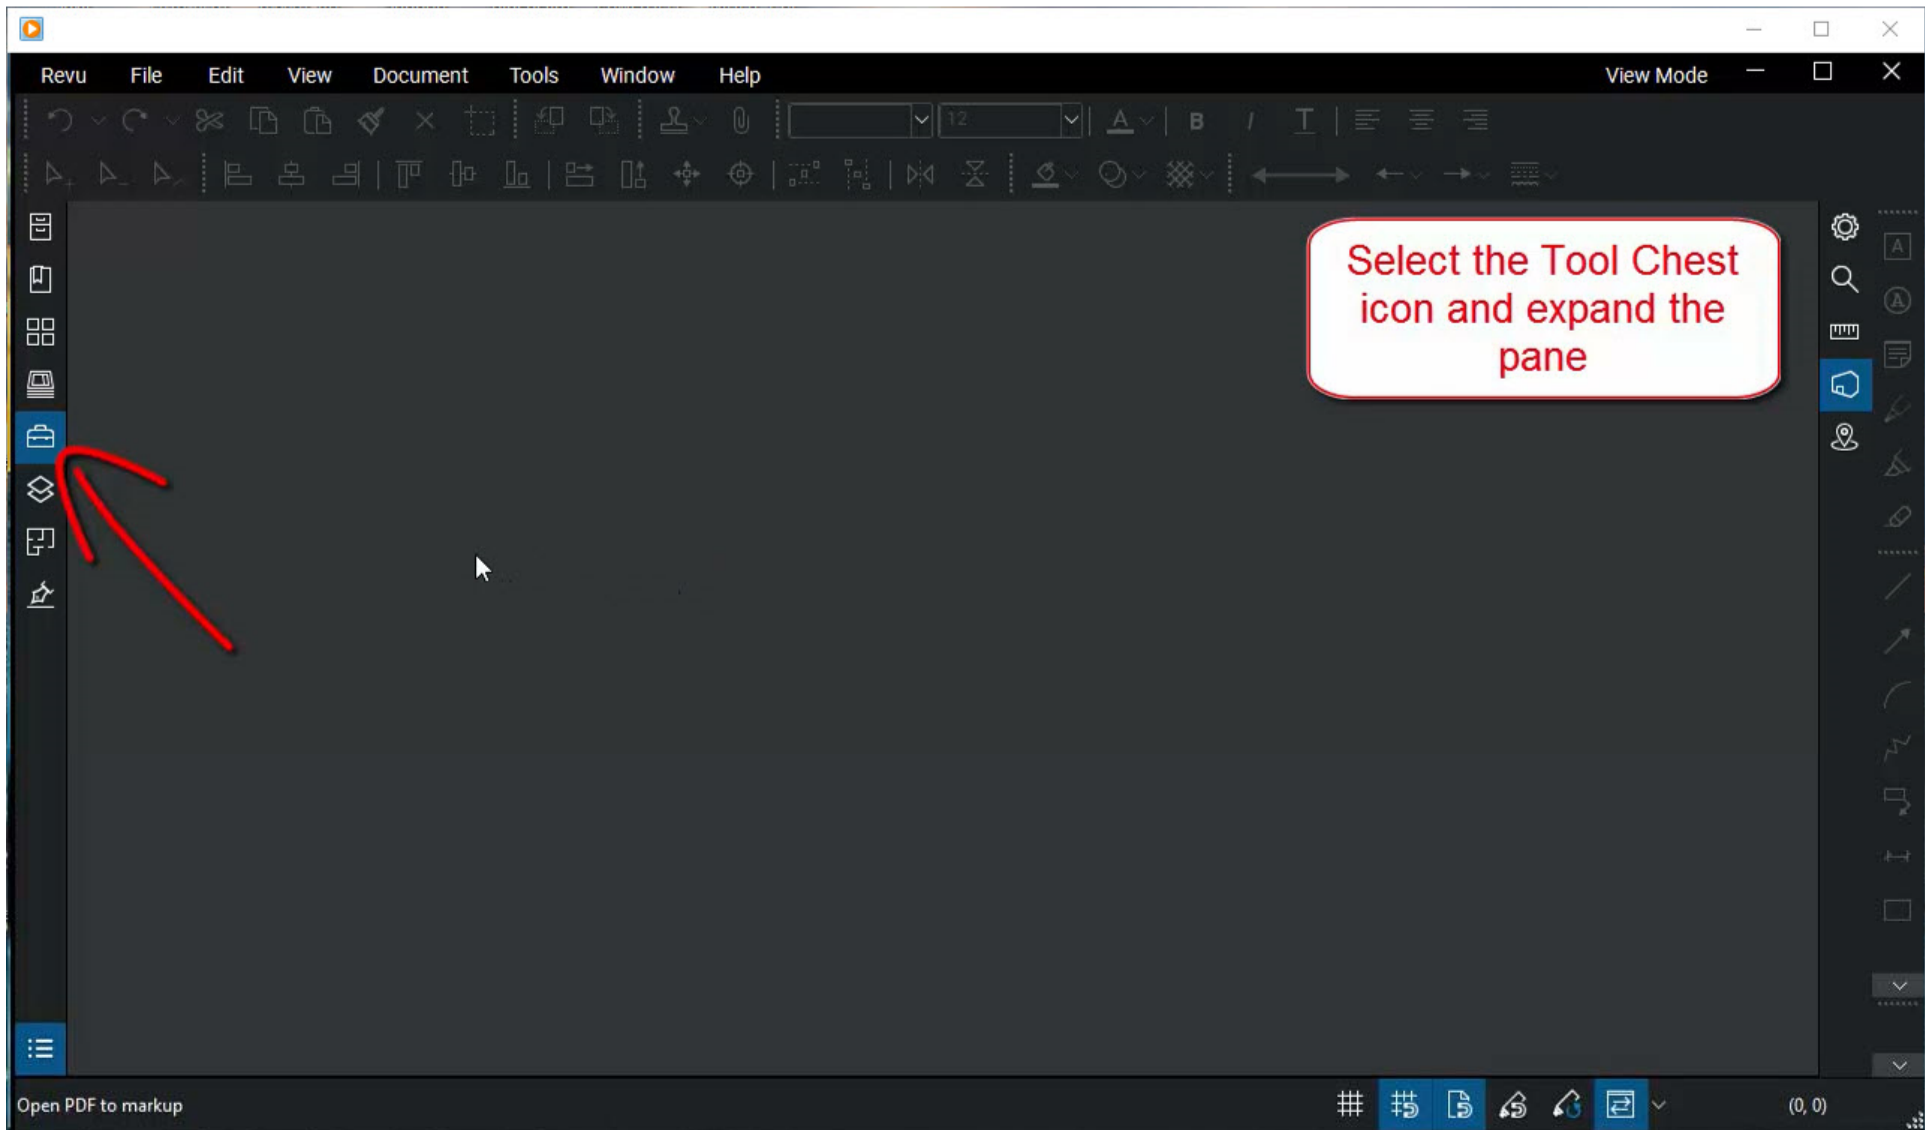 Revu File Edit View Document Tools Window Help View Mode
12 A B I T
Select the Tool Chest
icon and expand the
pane
A
A
Open PDF to markup (0, 0)